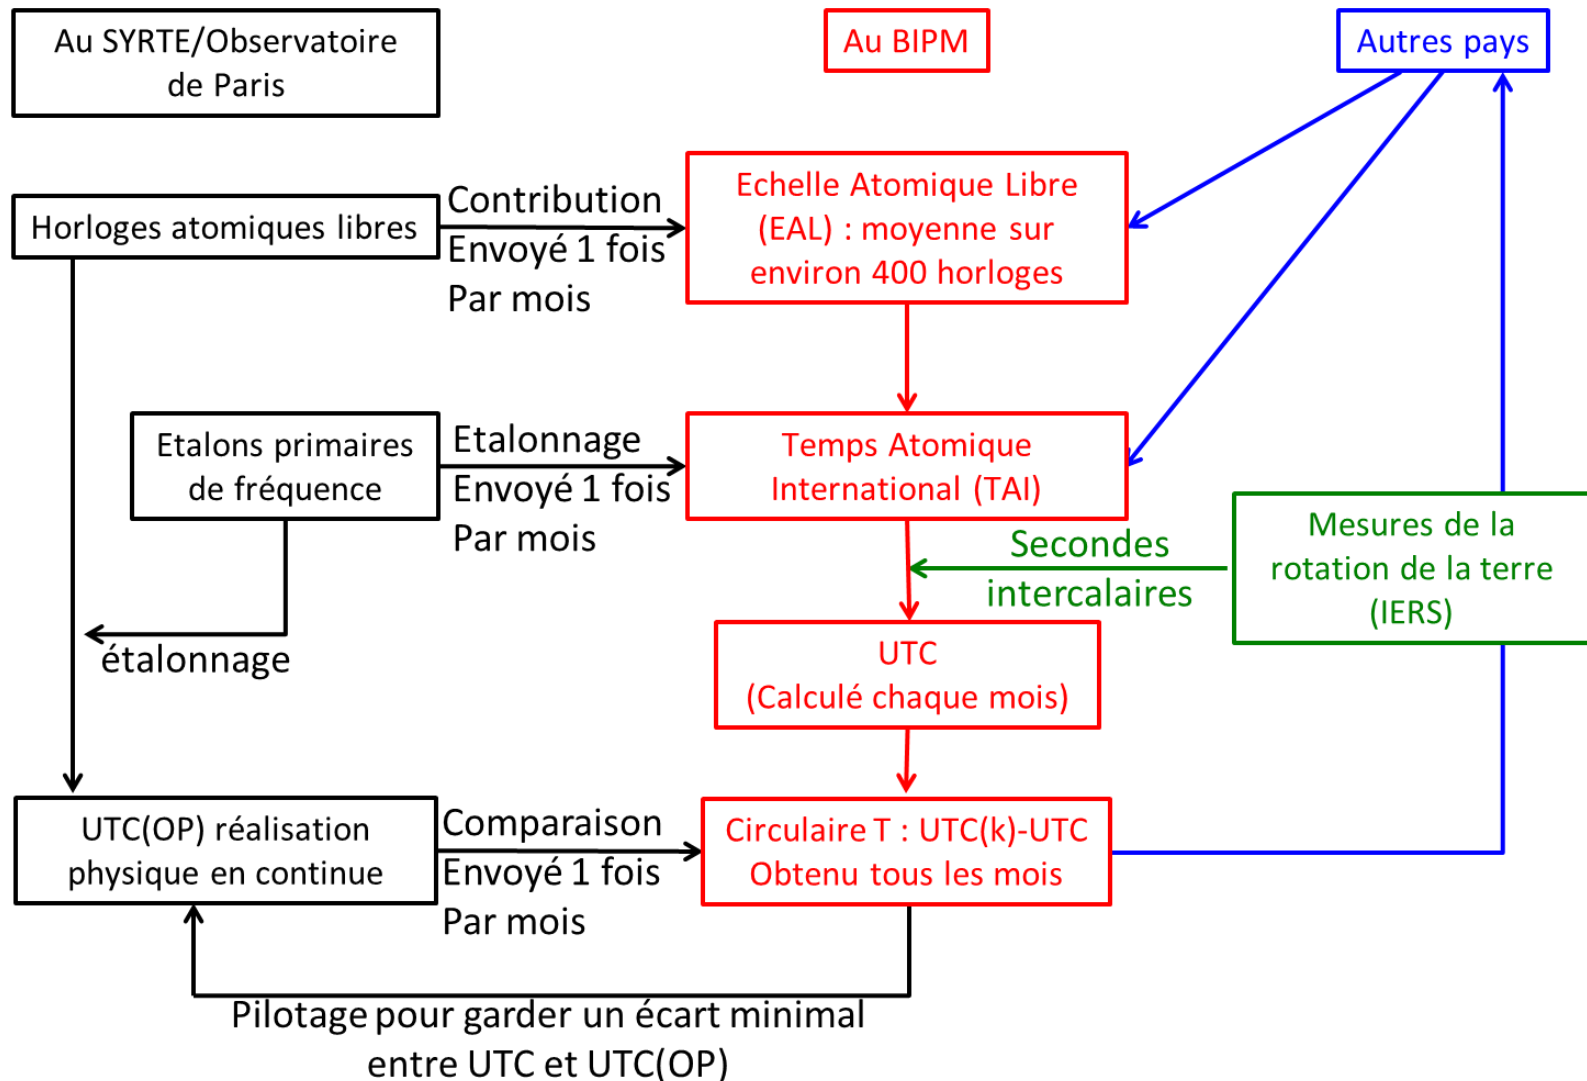 Au SYRTE/Observatoire
de Paris
Au BIPM
Autres pays
Horloges atomiques libres
Contribution
Envoyé 1 fois
Par mois
Echelle Atomique Libre
(EAL) : moyenne sur
environ 400 horloges
Etalons primaires
de fréquence
Etalonnage
Envoyé 1 fois
Par mois
Temps Atomique
International (TAI)
Secondes
intercalaires
Mesures de la
rotation de la terre
(IERS)
étalonnage
UTC
(Calculé chaque mois)
UTC(OP) réalisation
physique en continue
Comparaison
Envoyé 1 fois
Par mois
Circulaire T : UTC(k)-UTC
Obtenu tous les mois
Pilotage pour garder un écart minimal
entre UTC et UTC(OP)